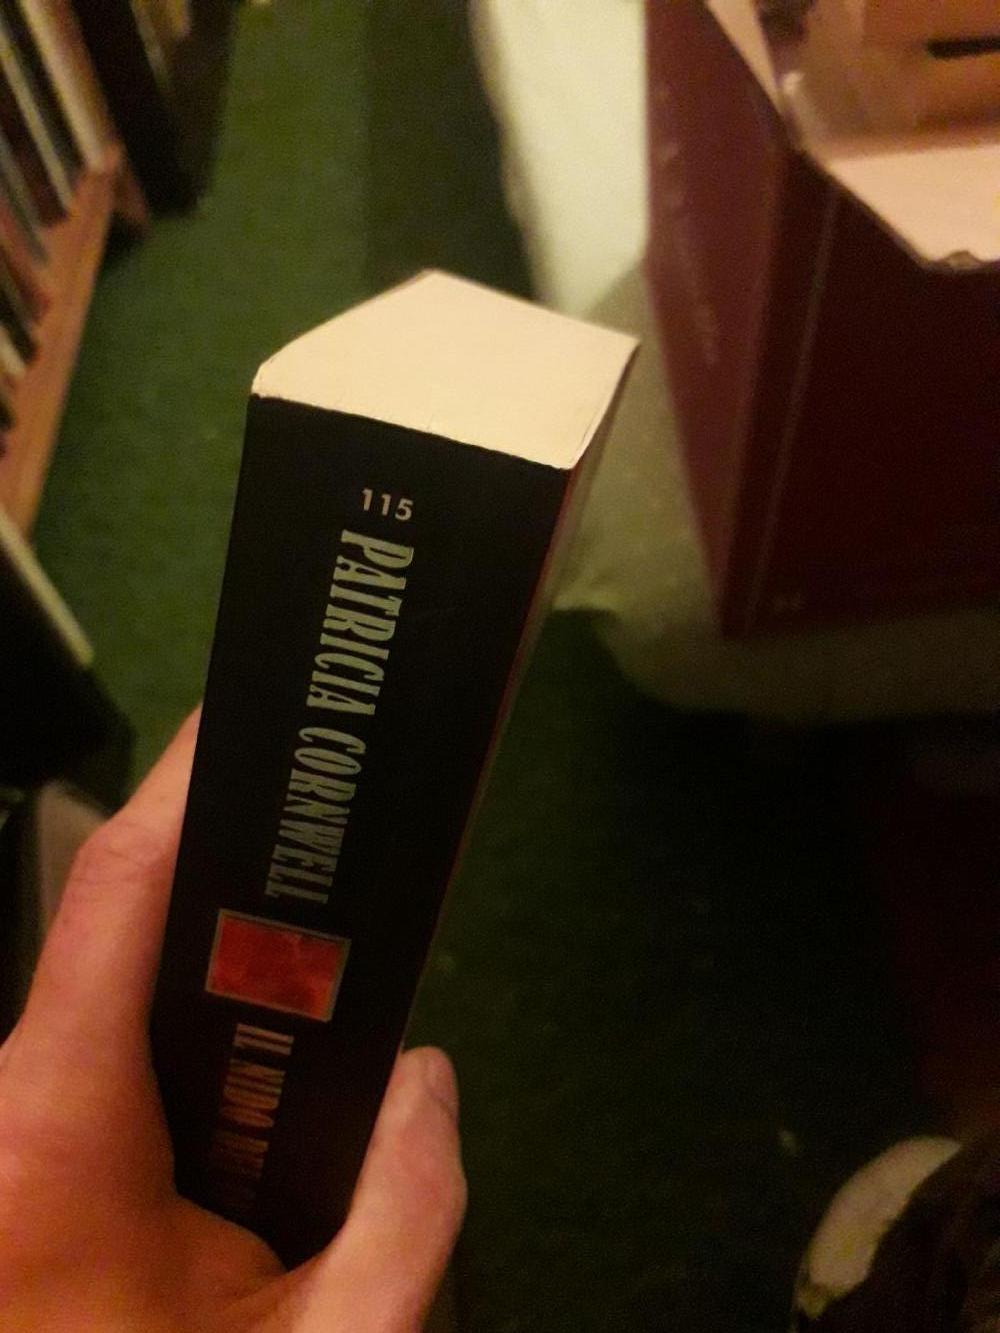 115
PATRICIA CORNWELL
IL NIDO